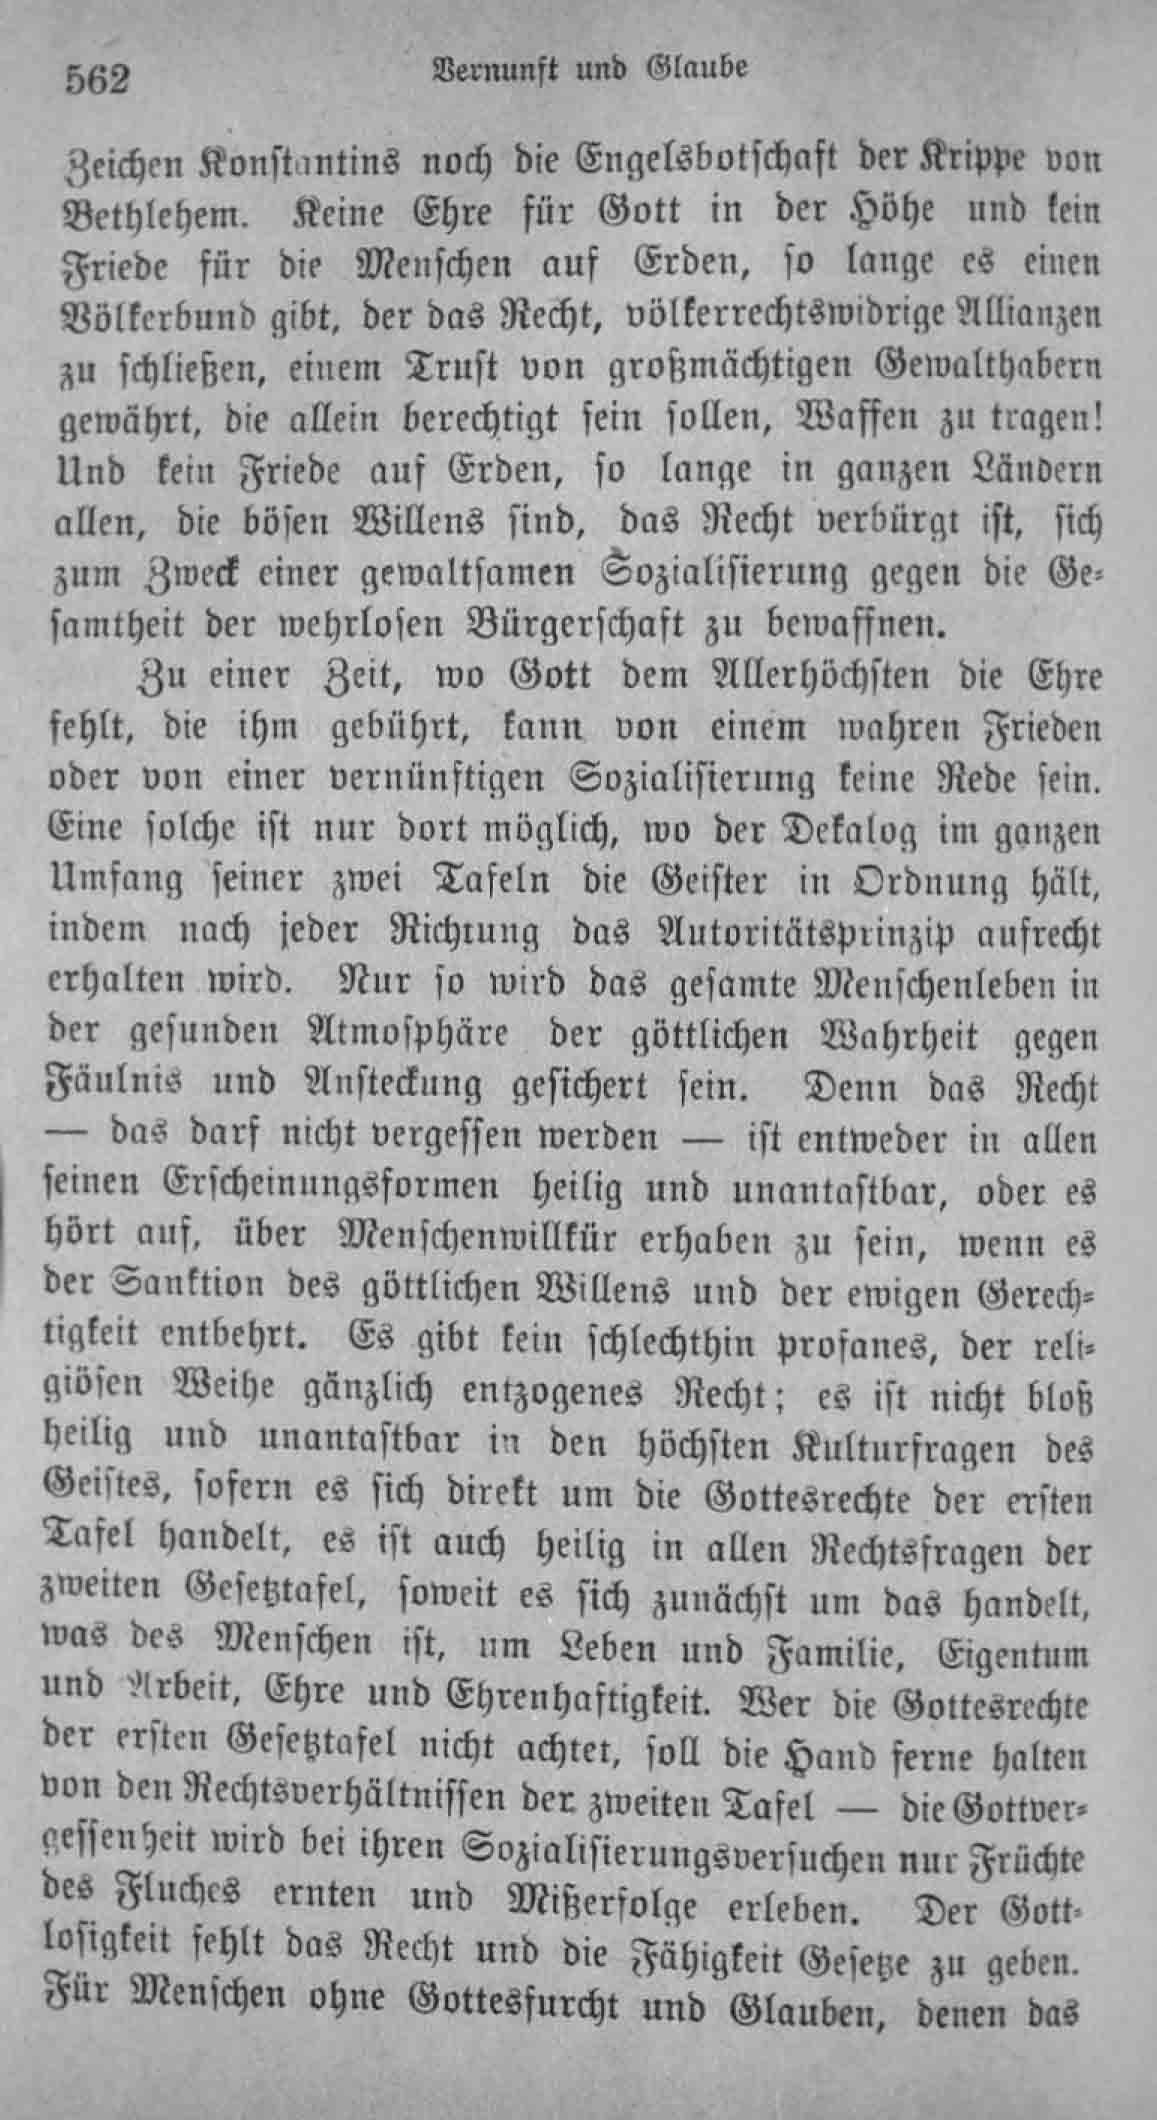 562
Vernunft und Glaube
Zeichen Konstantins noch die Engelsbotschaft der Krippe von
Bethlehem. Keine Ehre für Gott in der Höhe und kein
Friede für die Menschen auf Erden, so lange es einen
Völkerbund gibt, der das Recht, völkerrechtswidrige Allianzen
zu schließen, einem Trust von großmächtigen Gewalthabern
gewährt, die allein berechtigt sein sollen, Waffen zu tragen!
Und kein Friede auf Erden, so lange in ganzen Ländern
allen, die bösen Willens sind, das Recht verbürgt ist, sich
zum Zweck einer gewaltsamen Sozialisierung gegen die Ge-
samtheit der wehrlosen Bürgerschaft zu bewaffnen.
Zu einer Zeit, wo Gott dem Allerhöchsten die Ehre
fehlt, die ihm gebührt, kann von einem wahren Frieden
oder von einer vernünftigen Sozialisierung keine Rede sein.
Eine solche ist nur dort möglich, wo der Dekalog im ganzen
Umfang seiner zwei Tafeln die Geister in Ordnung hält,
indem nach jeder Richtung das Autoritätsprinzip aufrecht
erhalten wird. Nur so wird das gesamte Menschenleben in
der gesunden Atmosphäre der göttlichen Wahrheit gegen
Fäulnis und Ansteckung gesichert sein. Denn das Recht
— das darf nicht vergessen werden — ist entweder in allen
seinen Erscheinungsformen heilig und unantastbar, oder es
hört auf, über Menschenwillkür erhaben zu sein, wenn es
der Sanktion des göttlichen Willens und der ewigen Gerech-
tigkeit entbehrt. Es gibt kein schlechthin profanes, der reli-
giösen Weihe gänzlich entzogenes Recht; es ist nicht bloß
heilig und unantastbar in den höchsten Kulturfragen des
Geistes, sofern es sich direkt um die Gottesrechte der ersten
Tafel handelt, es ist auch heilig in allen Rechtsfragen der
zweiten Gesetztafel, soweit es sich zunächst um das handelt,
was des Menschen ist, um Leben und Familie, Eigentum
und Arbeit, Ehre und Ehrenhaftigkeit. Wer die Gottesrechte
der ersten Gesetztafel nicht achtet, soll die Hand ferne halten
von den Rechtsverhältnissen der zweiten Tafel — die Gottver-
gessenheit wird bei ihren Sozialisierungsversuchen nur Früchte
des Fluches ernten und Mißerfolge erleben. Der Gott-
losigkeit fehlt das Recht und die Fähigkeit Gesetze zu geben.
Für Menschen ohne Gottesfurcht und Glauben, denen das